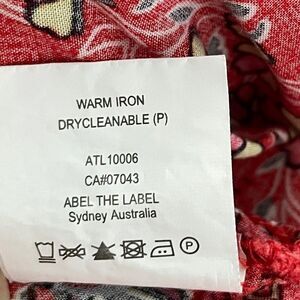 WARM IRON
DRYCLEANABLE (P)
ATL10006
CA#07043
ABEL THE LABEL
Sydney Australia
P